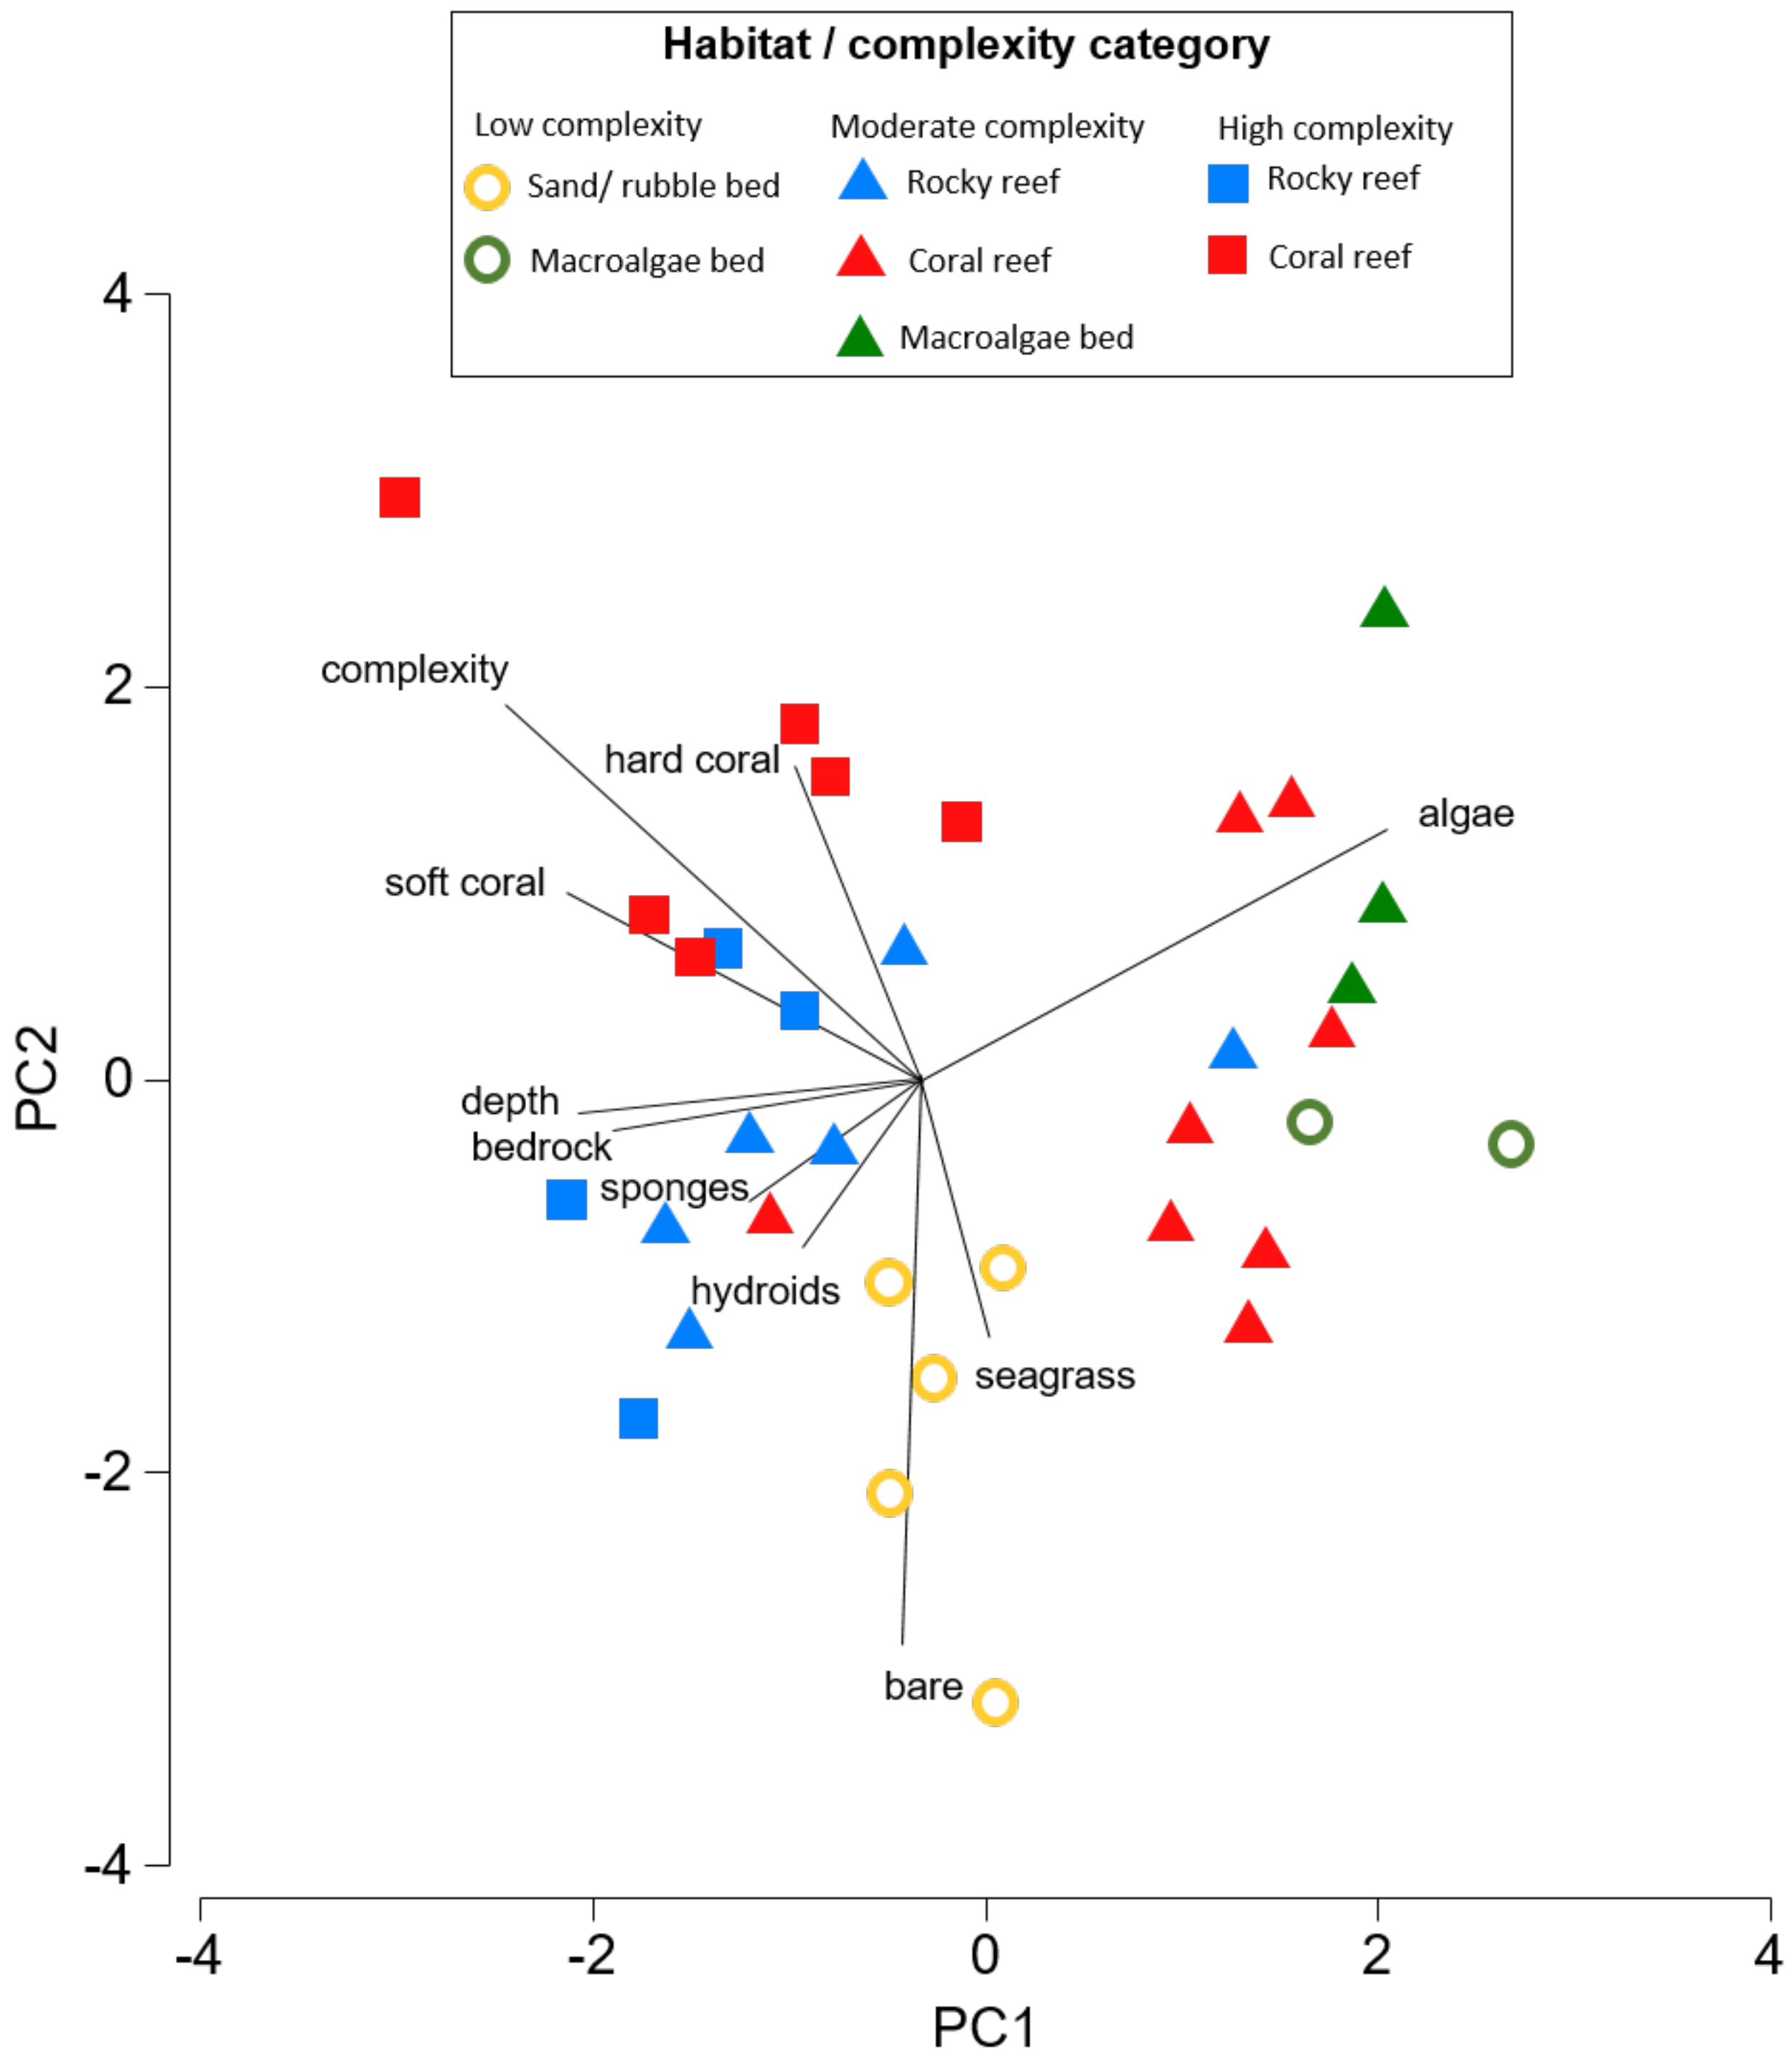 Habitat / complexity category
Low complexity
Moderate complexity
High complexity
Sand/ rubble bed
Rocky reef
Rocky reef
Macroalgae bed
Coral reef
Coral reef
Macroalgae bed
4
2
0
-2
-4
PC2
complexity
hard coral
algae
soft coral
depth
bedrock
sponges
hydroids
seagrass
bare
-4
-2
0
2
4
PC1